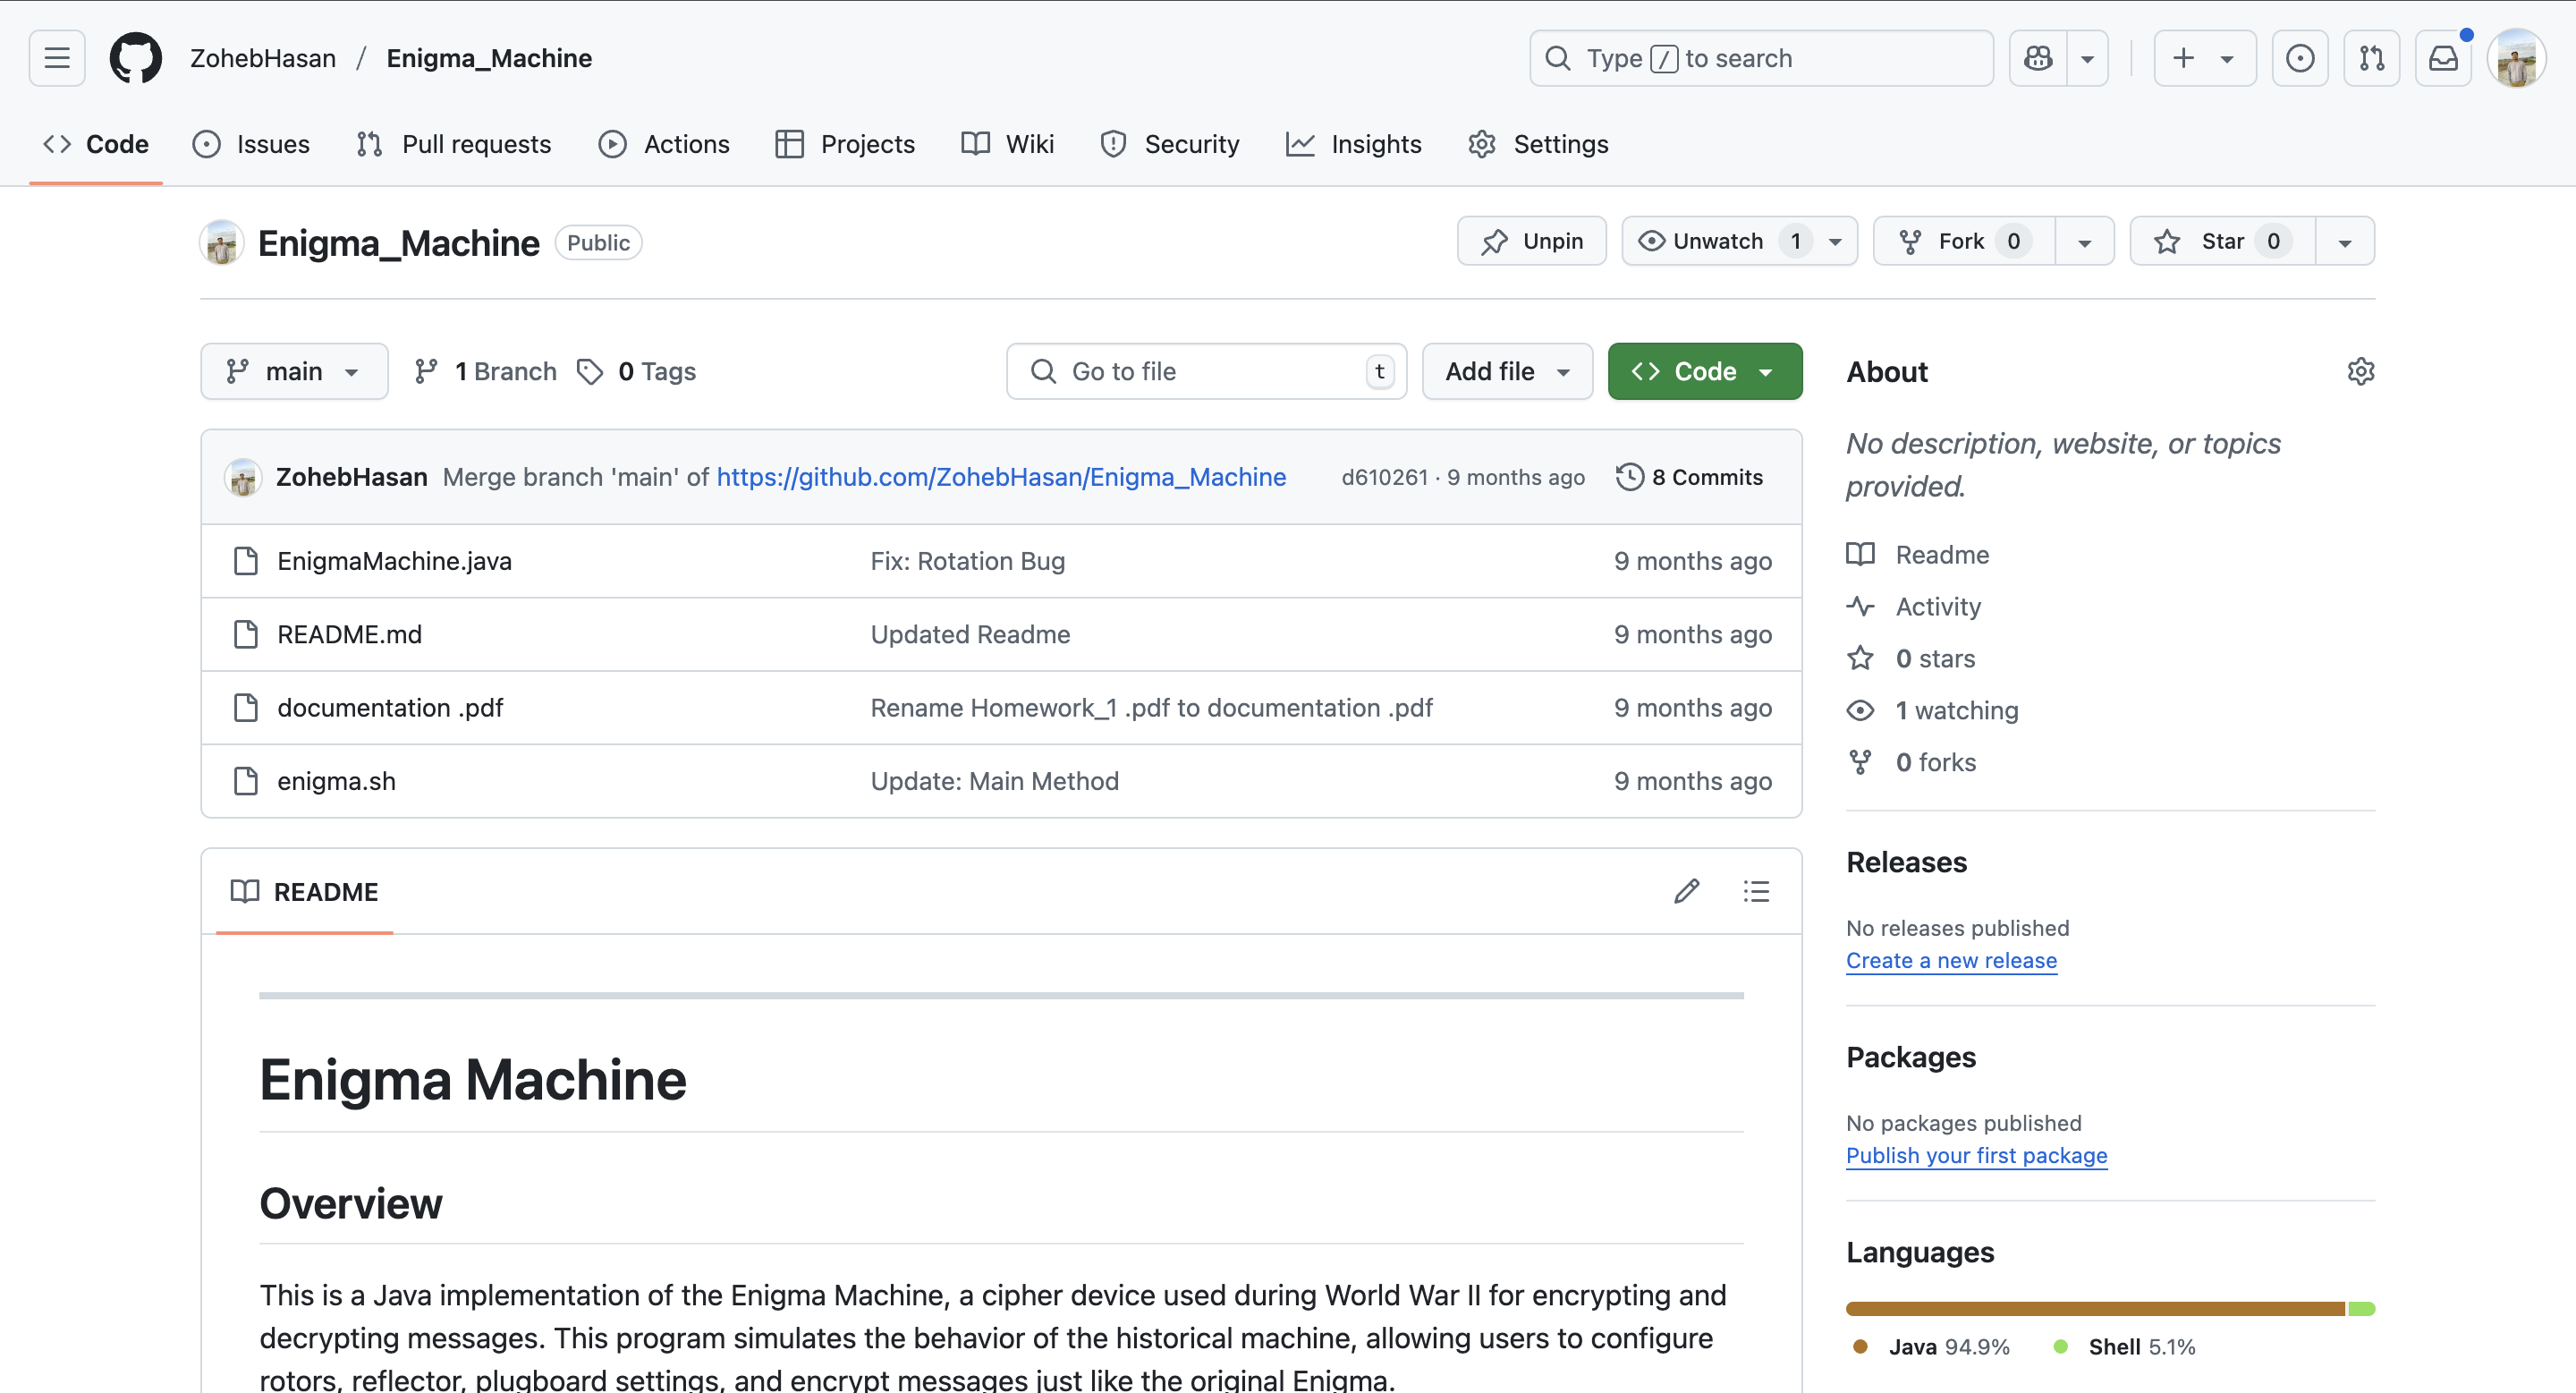 ZohebHasan / Enigma_Machine
Type / to search
Code Issues Pull requests Actions Projects Wiki Security Insights Settings
Enigma_Machine Public
Unpin Unwatch 1 Fork 0 Star 0
main 1 Branch 0 Tags
Go to file t Add file Code
ZohebHasan Merge branch 'main' of https://github.com/ZohebHasan/Enigma_Machine d610261 · 9 months ago 8 Commits
EnigmaMachine.java Fix: Rotation Bug 9 months ago
README.md Updated Readme 9 months ago
documentation .pdf Rename Homework_1 .pdf to documentation .pdf 9 months ago
enigma.sh Update: Main Method 9 months ago
README
Enigma Machine
Overview
This is a Java implementation of the Enigma Machine, a cipher device used during World War II for encrypting and
decrypting messages. This program simulates the behavior of the historical machine, allowing users to configure
rotors, reflector, plugboard settings, and encrypt messages just like the original Enigma.
About
No description, website, or topics
provided.
Readme
Activity
0 stars
1 watching
0 forks
Releases
No releases published
Create a new release
Packages
No packages published
Publish your first package
Languages
Java 94.9% Shell 5.1%